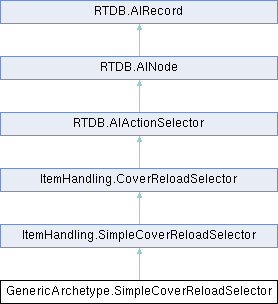 RTDB.AIRecord
RTDB.AINode
RTDB.AIActionSelector
ItemHandling.CoverReloadSelector
ItemHandling.SimpleCoverReloadSelector
GenericArchetype.SimpleCoverReloadSelector